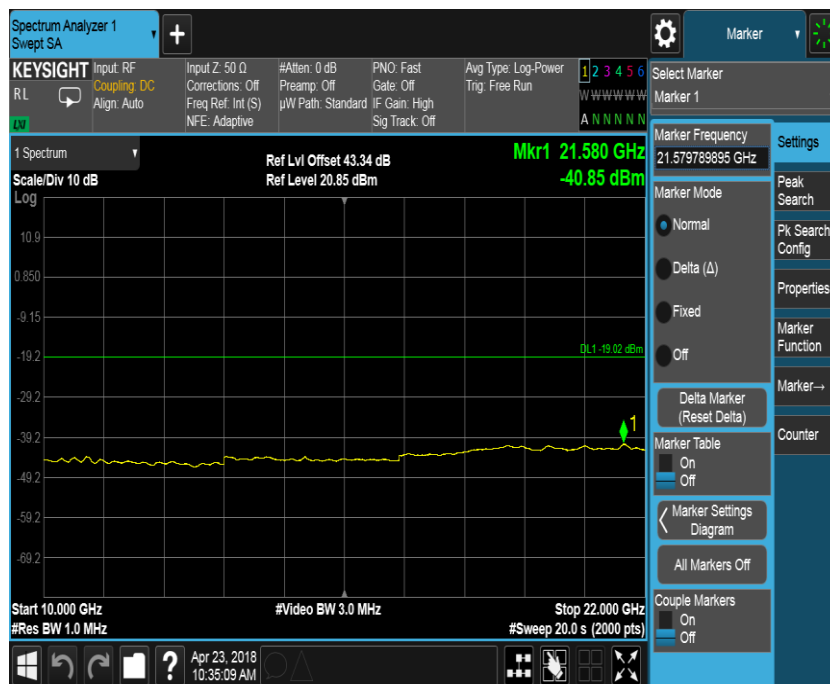 Spectrum Analyzer 1
Swept SA
Marker
KEYSIGHT
RL
LXI
Input: RF
Coupling: DC
Align: Auto
Input Z: 50 Ω
Corrections: Off
Freq Ref: Int (S)
NFE: Adaptive
#Atten: 0 dB
Preamp: Off
µW Path: Standard
PNO: Fast
Gate: Off
IF Gain: High
Sig Track: Off
Avg Type: Log-Power
Trig: Free Run
1 2 3 4 5 6
W W W W W W
A N N N N N
Select Marker
Marker 1
1 Spectrum
Scale/Div 10 dB
Log
Ref Lvl Offset 43.34 dB
Ref Level 20.85 dBm
Mkr1 21.580 GHz
-40.85 dBm
10.9
0.850
-9.15
-19.2
-29.2
-39.2
-49.2
-59.2
-69.2
DL1 -19.02 dBm
1
Start 10.000 GHz
#Res BW 1.0 MHz
#Video BW 3.0 MHz
Stop 22.000 GHz
#Sweep 20.0 s (2000 pts)
Marker Frequency
21.579789895 GHz
Marker Mode
Normal
Delta (Δ)
Fixed
Off
Delta Marker
(Reset Delta)
Marker Table
On
Off
Marker Settings
Diagram
All Markers Off
Couple Markers
On
Off
Settings
Peak
Search
Pk Search
Config
Properties
Marker
Function
Marker→
Counter
?
Apr 23, 2018
10:35:09 AM